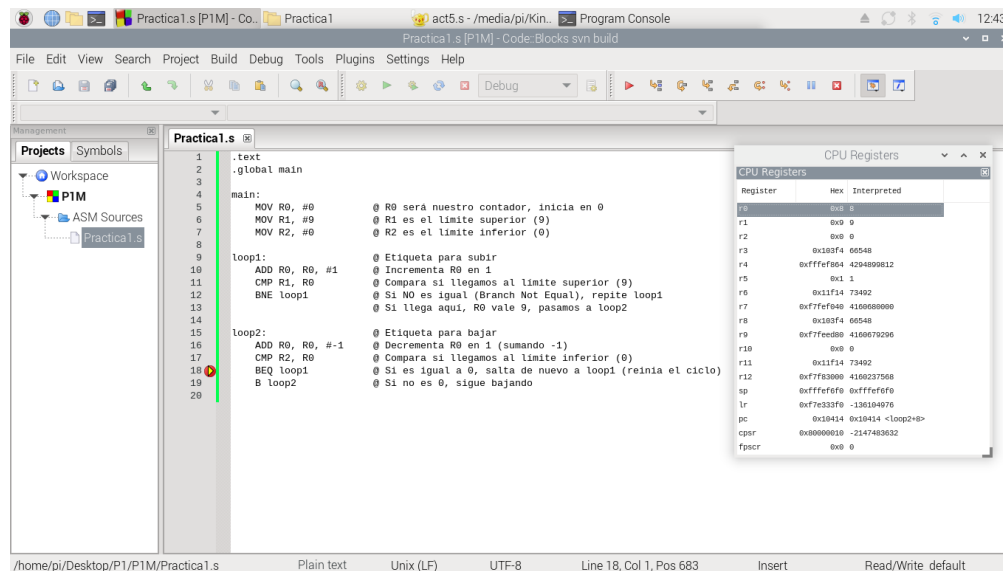 Practica1.s [P1M] - Co..
Practica1
act5.s - /media/pi/Kin..
Program Console
12:43
Practica1.s [P1M] - Code::Blocks svn build
File Edit View Search Project Build Debug Tools Plugins Settings Help
Debug
Management
Projects Symbols
Workspace
P1M
ASM Sources
Practica1.s
Practica1.s
1 .text
2 .global main
3
4 main:
5 MOV R0, #0 @ R0 será nuestro contador, inicia en 0
6 MOV R1, #9 @ R1 es el límite superior (9)
7 MOV R2, #0 @ R2 es el límite inferior (0)
8
9 loop1: @ Etiqueta para subir
10 ADD R0, R0, #1 @ Incrementa R0 en 1
11 CMP R1, R0 @ Compara si llegamos al límite superior (9)
12 BNE loop1 @ Si NO es igual (Branch Not Equal), repite loop1
13 @ Si llega aquí, R0 vale 9, pasamos a loop2
14
15 loop2: @ Etiqueta para bajar
16 ADD R0, R0, #-1 @ Decrementa R0 en 1 (sumando -1)
17 CMP R2, R0 @ Compara si llegamos al límite inferior (0)
18 BEQ loop1 @ Si es igual a 0, salta de nuevo a loop1 (reinia el ciclo)
19 B loop2 @ Si no es 0, sigue bajando
20
CPU Registers
CPU Registers
Register Hex Interpreted
r0 0x8 8
r1 0x9 9
r2 0x0 0
r3 0x103f4 66548
r4 0xfffef864 4294899812
r5 0x1 1
r6 0x11f14 73492
r7 0xf7fef040 4160680000
r8 0x103f4 66548
r9 0xf7feed80 4160679296
r10 0x0 0
r11 0x11f14 73492
r12 0xf7f83000 4160237568
sp 0xfffef6f0 0xfffef6f0
lr 0xf7e333f0 -136104976
pc 0x10414 0x10414 <loop2+8>
cpsr 0x80000010 -2147483632
fpscr 0x0 0
/home/pi/Desktop/P1/P1M/Practica1.s Plain text Unix (LF) UTF-8 Line 18, Col 1, Pos 683 Insert Read/Write default